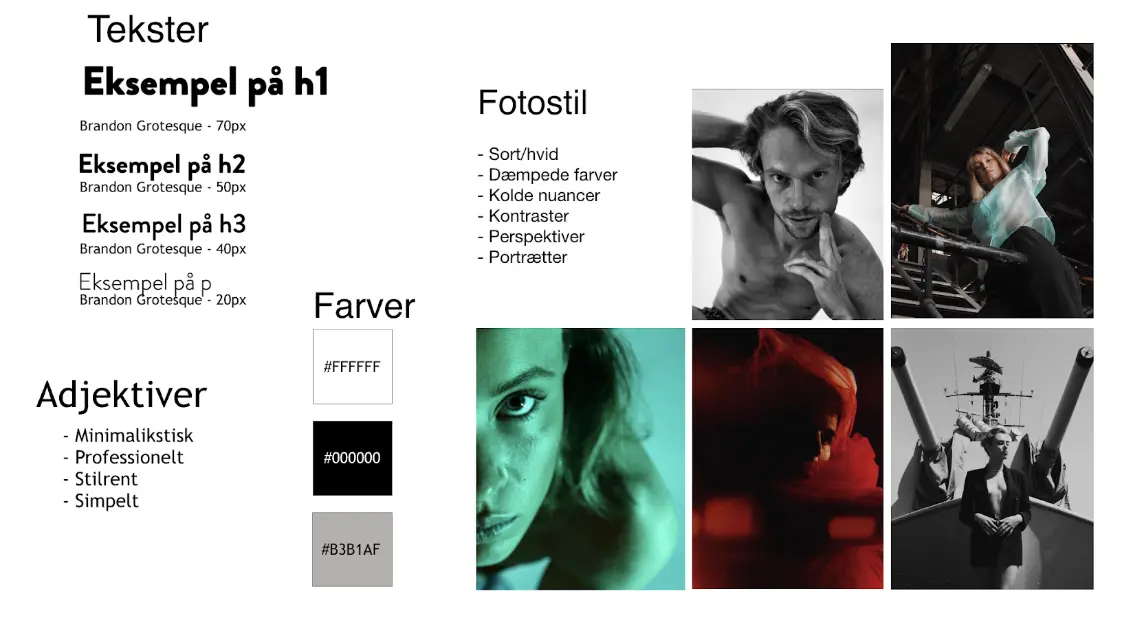 Tekster
Eksempel på h1
Brandon Grotesque - 70px
Eksempel på h2
Brandon Grotesque - 50px
Eksempel på h3
Brandon Grotesque - 40px
Eksempel på p
Brandon Grotesque - 20px
Adjektiver
- Minimalikstisk
- Professionelt
- Stilrent
- Simpelt
Farver
#FFFFFF
#000000
#B3B1AF
Fotostil
- Sort/hvid
- Dæmpede farver
- Kolde nuancer
- Kontraster
- Perspektiver
- Portrætter